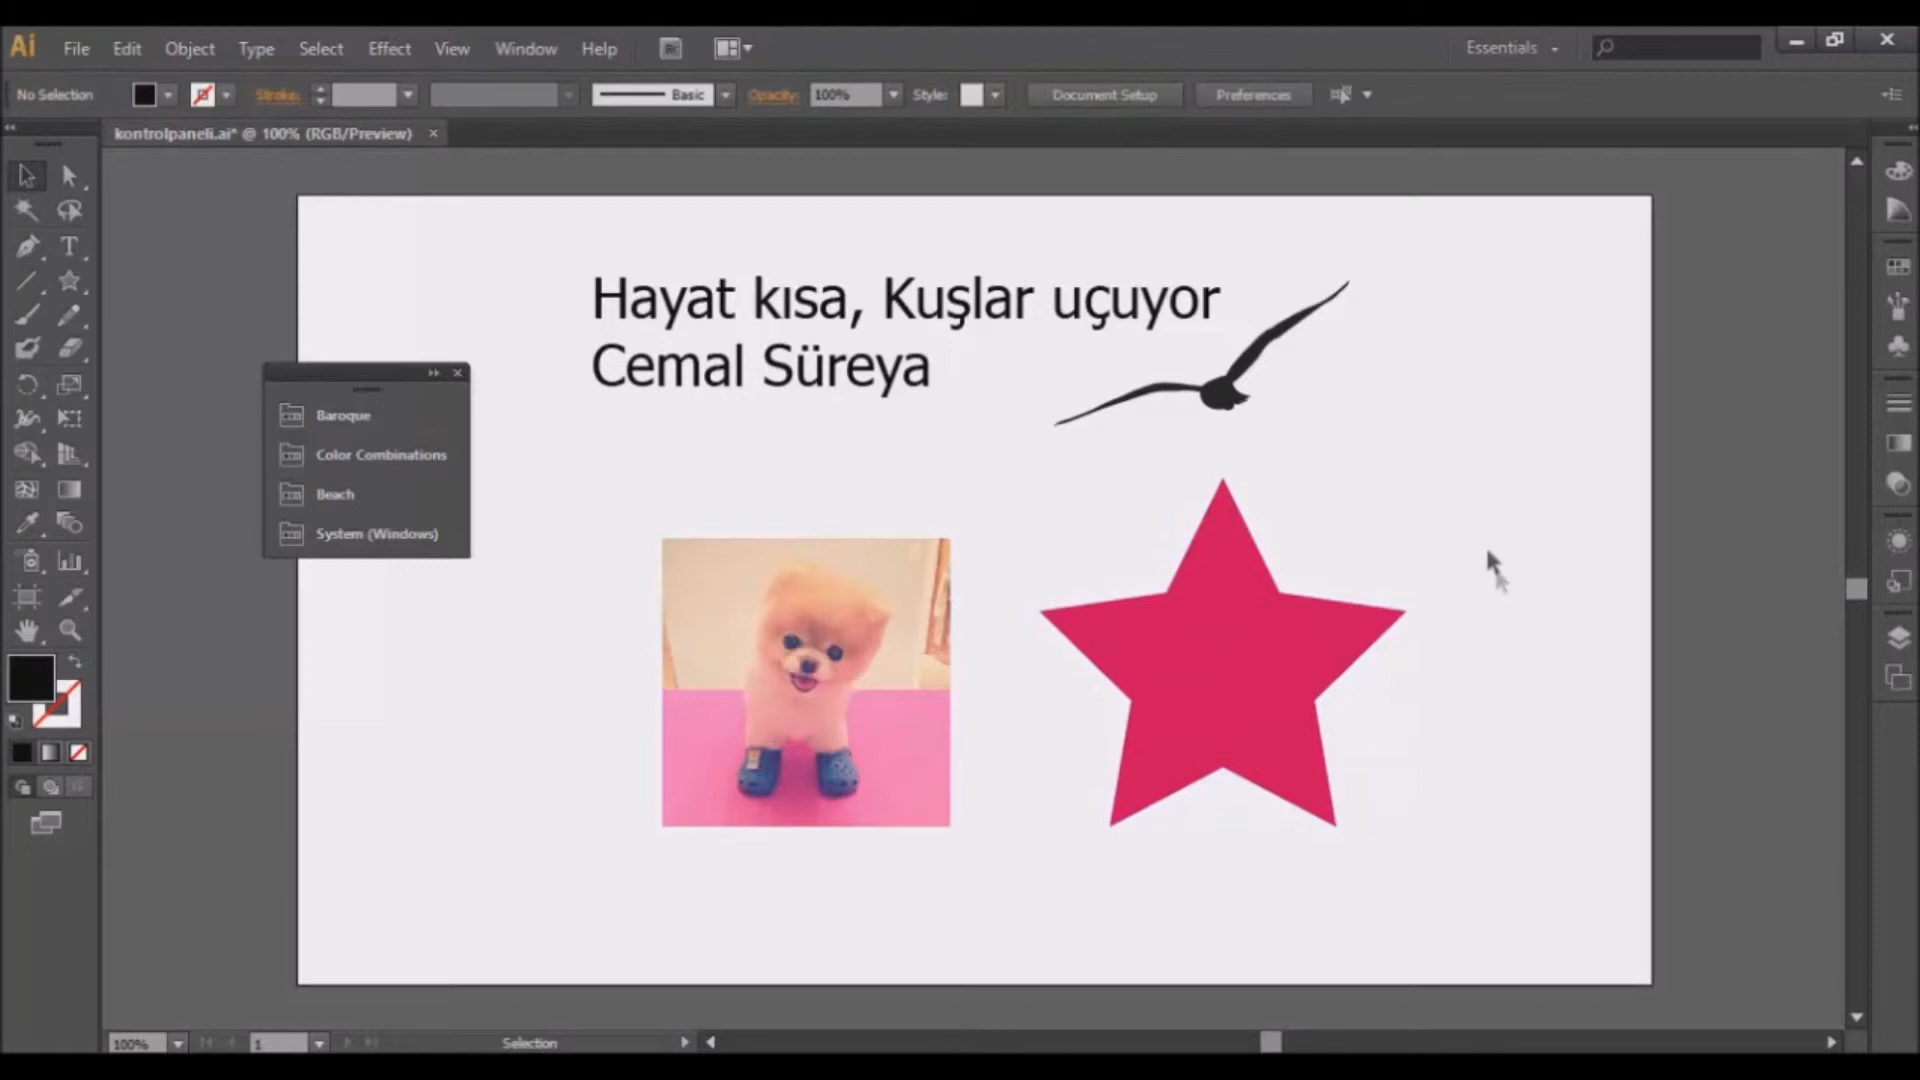 Ai File Edit Object Type Select Effect View Window Help Br Essentials
No Selection Stroke: Basic Opacity: 100% Style: Document Setup Preferences
kontrolpaneli.ai* @ 100% (RGB/Preview)
Hayat kısa, Kuşlar uçuyor
Cemal Süreya
Baroque
Color Combinations
Beach
System (Windows)
100% 1 Selection